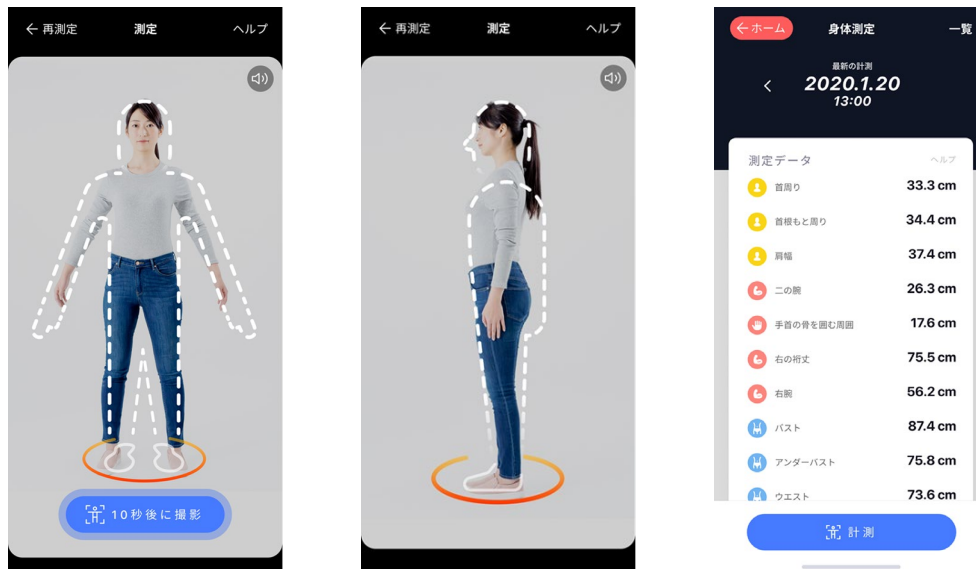 ← 再測定 測定 ヘルプ
10秒後に撮影
← 再測定 測定 ヘルプ
←ホーム 身体測定 一覧
最新の計測
2020.1.20
13:00
測定データ ヘルプ
首周り 33.3 cm
首根もと周り 34.4 cm
肩幅 37.4 cm
二の腕 26.3 cm
手首の骨を囲む周囲 17.6 cm
右の裄丈 75.5 cm
右腕 56.2 cm
バスト 87.4 cm
アンダーバスト 75.8 cm
ウエスト 73.6 cm
計測